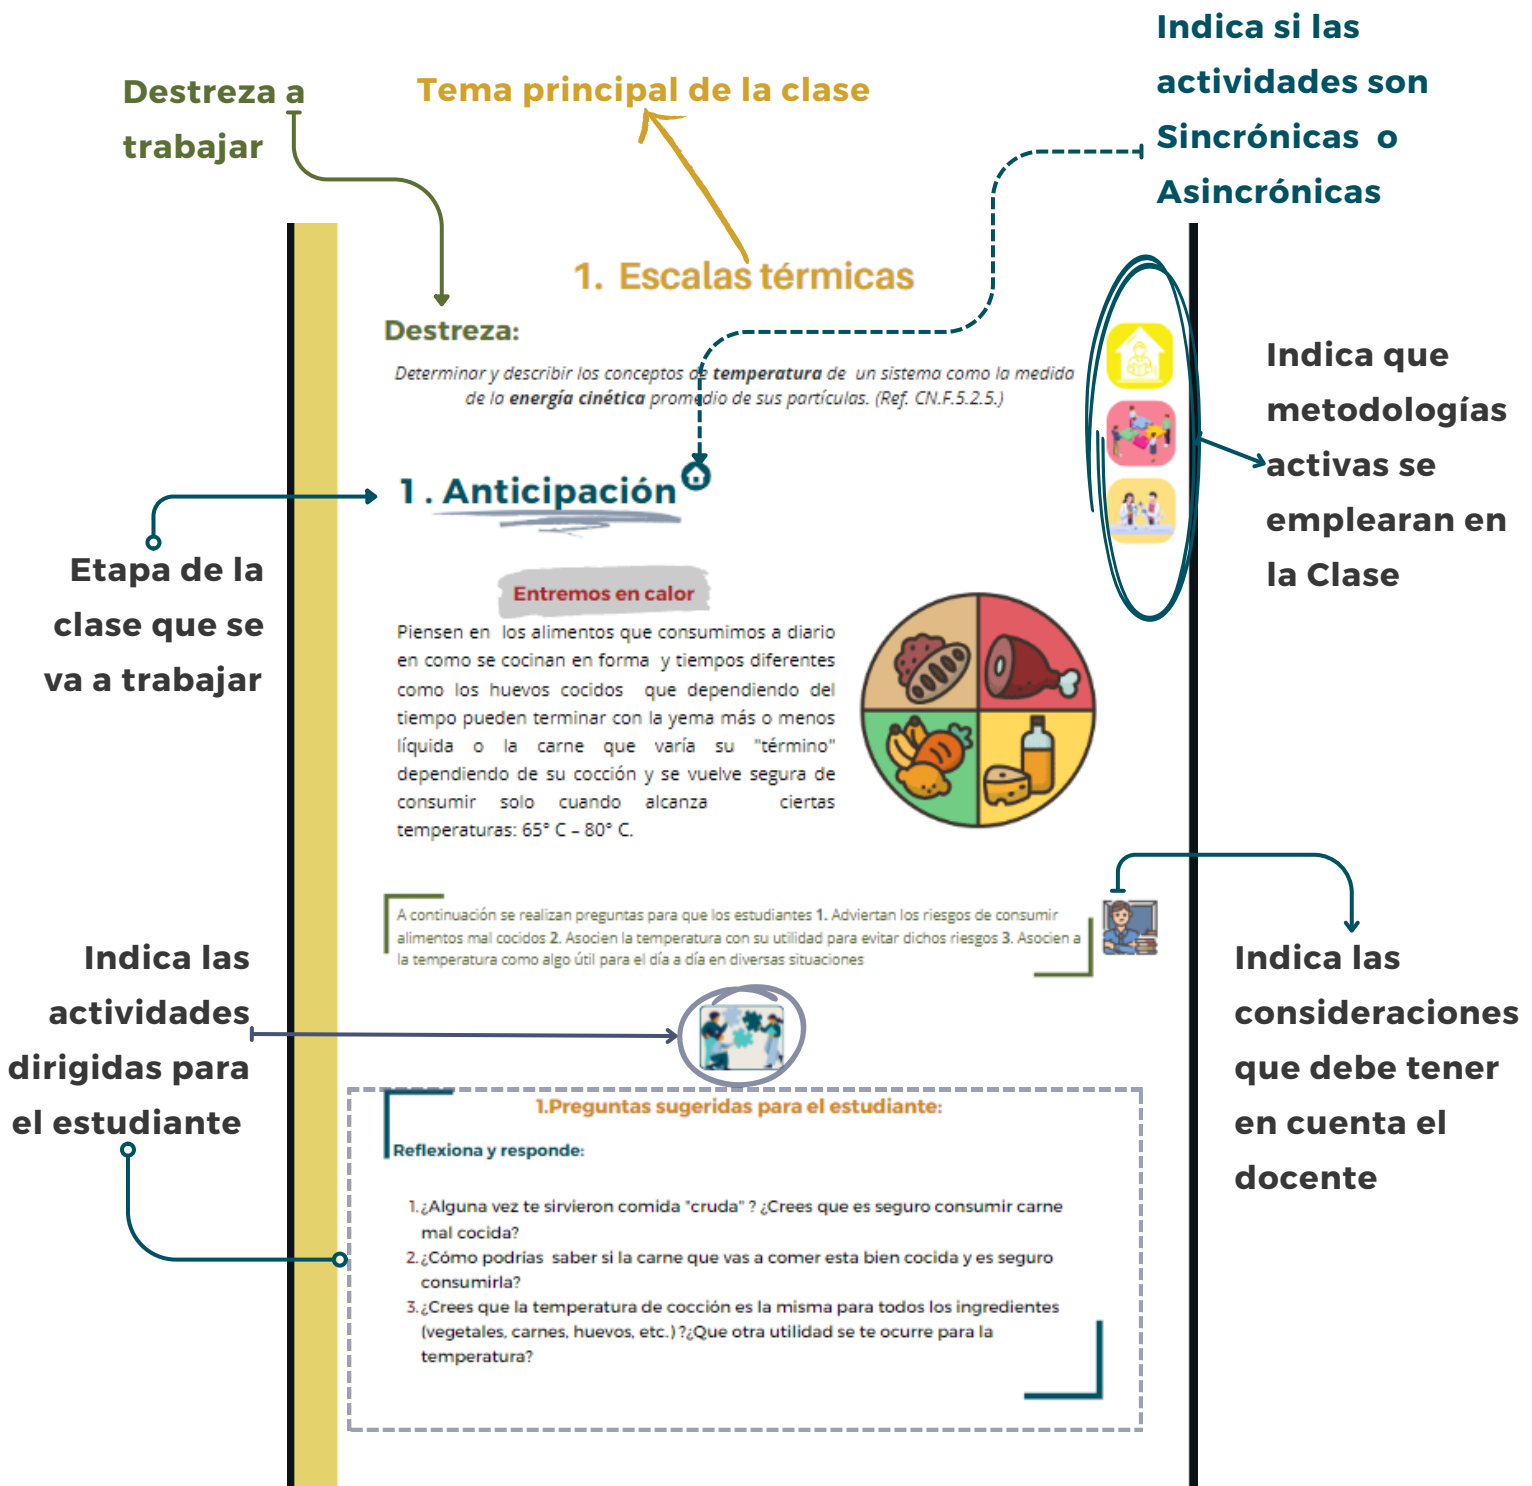 Indica si las
actividades son
Sincrónicas o
Asincrónicas
Destreza a
trabajar
Tema principal de la clase
1. Escalas térmicas
Destreza:
Determinar y describir los conceptos de temperatura de un sistema como la medida
de la energía cinética promedio de sus partículas. (Ref. CN.F.5.2.5.)
Indica que
metodologías
activas se
emplearan en
la Clase
1. Anticipación
Etapa de la
clase que se
va a trabajar
Entremos en calor
Piensen en los alimentos que consumimos a diario
en como se cocinan en forma y tiempos diferentes
como los huevos cocidos que dependiendo del
tiempo pueden terminar con la yema más o menos
líquida o la carne que varía su "término"
dependiendo de su cocción y se vuelve segura de
consumir solo cuando alcanza ciertas
temperaturas: 65° C – 80° C.
A continuación se realizan preguntas para que los estudiantes 1. Adviertan los riesgos de consumir
alimentos mal cocidos 2. Asocien la temperatura con su utilidad para evitar dichos riesgos 3. Asocien a
la temperatura como algo útil para el día a día en diversas situaciones
Indica las
actividades
dirigidas para
el estudiante
Indica las
consideraciones
que debe tener
en cuenta el
docente
1.Preguntas sugeridas para el estudiante:
Reflexiona y responde:
1. ¿Alguna vez te sirvieron comida "cruda" ? ¿Crees que es seguro consumir carne
mal cocida?
2. ¿Cómo podrías saber si la carne que vas a comer esta bien cocida y es seguro
consumirla?
3. ¿Crees que la temperatura de cocción es la misma para todos los ingredientes
(vegetales, carnes, huevos, etc.) ?¿Que otra utilidad se te ocurre para la
temperatura?